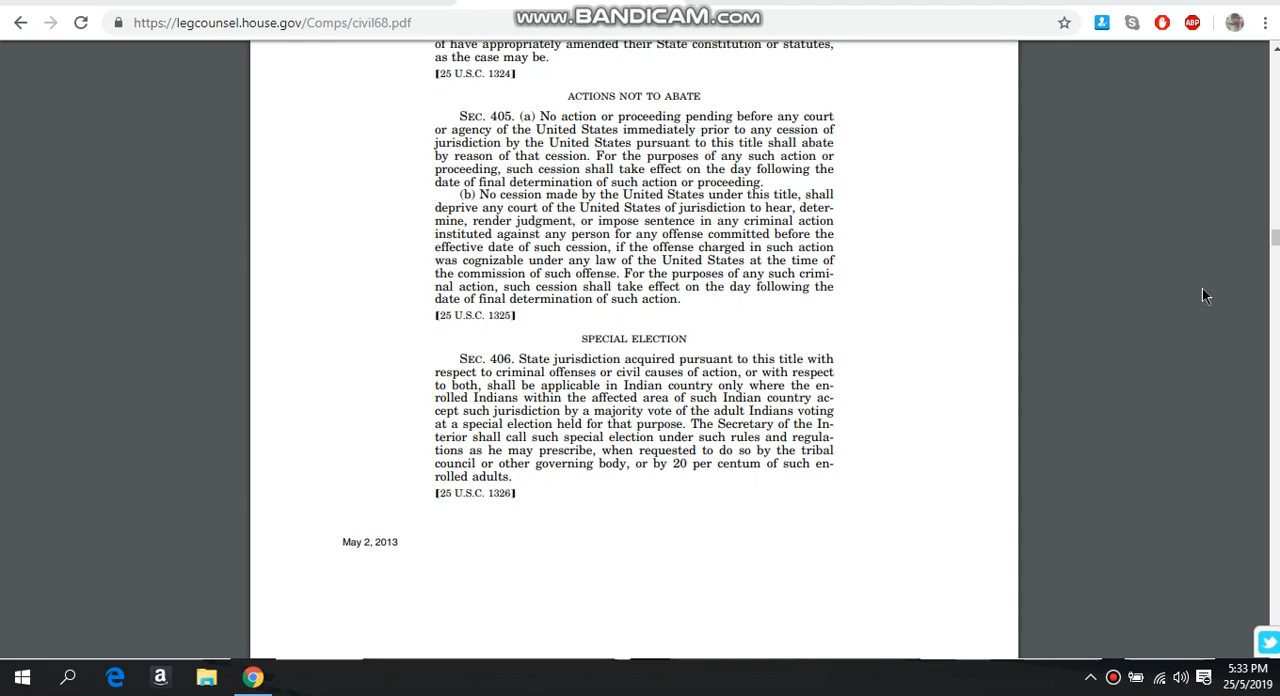 https://legcounsel.house.gov/Comps/civil68.pdf
www.BANDICAM.com
ABP
of have appropriately amended their State constitution or statutes,
as the case may be.
[25 U.S.C. 1324]
ACTIONS NOT TO ABATE
SEC. 405. (a) No action or proceeding pending before any court
or agency of the United States immediately prior to any cession of
jurisdiction by the United States pursuant to this title shall abate
by reason of that cession. For the purposes of any such action or
proceeding, such cession shall take effect on the day following the
date of final determination of such action or proceeding.
(b) No cession made by the United States under this title, shall
deprive any court of the United States of jurisdiction to hear, deter-
mine, render judgment, or impose sentence in any criminal action
instituted against any person for any offense committed before the
effective date of such cession, if the offense charged in such action
was cognizable under any law of the United States at the time of
the commission of such offense. For the purposes of any such crimi-
nal action, such cession shall take effect on the day following the
date of final determination of such action.
[25 U.S.C. 1325]
SPECIAL ELECTION
SEC. 406. State jurisdiction acquired pursuant to this title with
respect to criminal offenses or civil causes of action, or with respect
to both, shall be applicable in Indian country only where the en-
rolled Indians within the affected area of such Indian country ac-
cept such jurisdiction by a majority vote of the adult Indians voting
at a special election held for that purpose. The Secretary of the In-
terior shall call such special election under such rules and regula-
tions as he may prescribe, when requested to do so by the tribal
council or other governing body, or by 20 per centum of such en-
rolled adults.
[25 U.S.C. 1326]
May 2, 2013
5:33 PM
25/5/2019